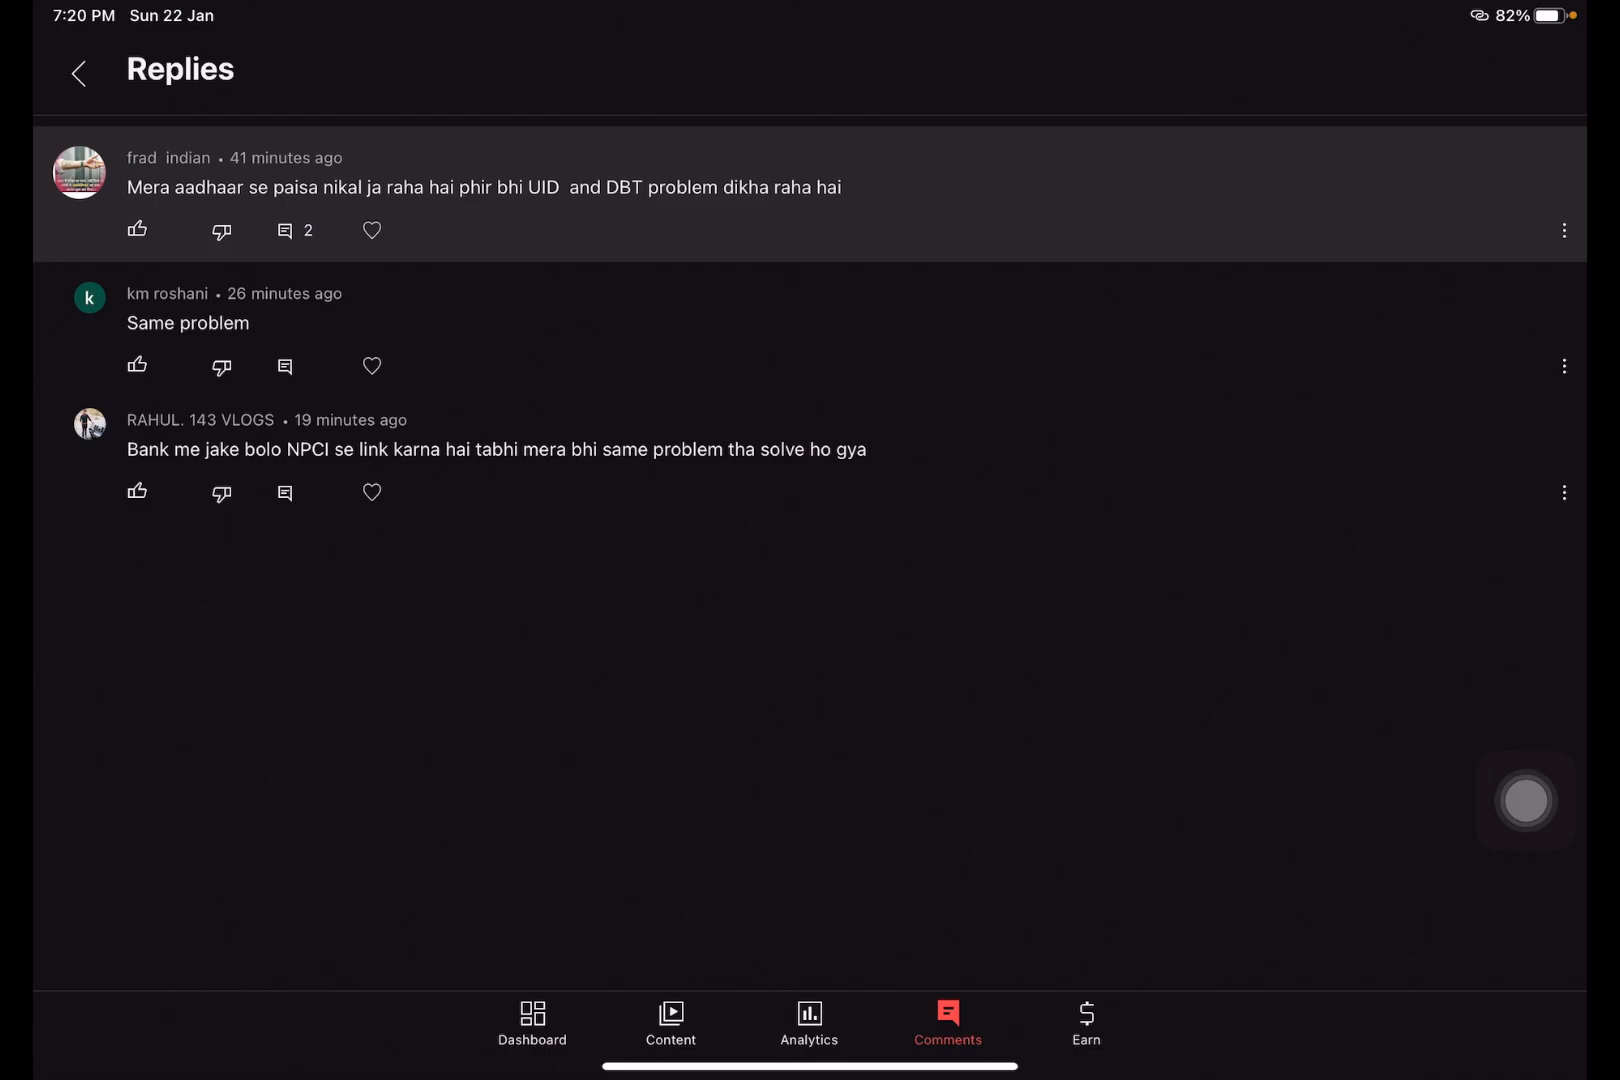 7:20 PM Sun 22 Jan
82%
Replies
frad indian • 41 minutes ago
Mera aadhaar se paisa nikal ja raha hai phir bhi UID and DBT problem dikha raha hai
2
k
km roshani • 26 minutes ago
Same problem
RAHUL. 143 VLOGS • 19 minutes ago
Bank me jake bolo NPCI se link karna hai tabhi mera bhi same problem tha solve ho gya
Dashboard
Content
Analytics
Comments
Earn